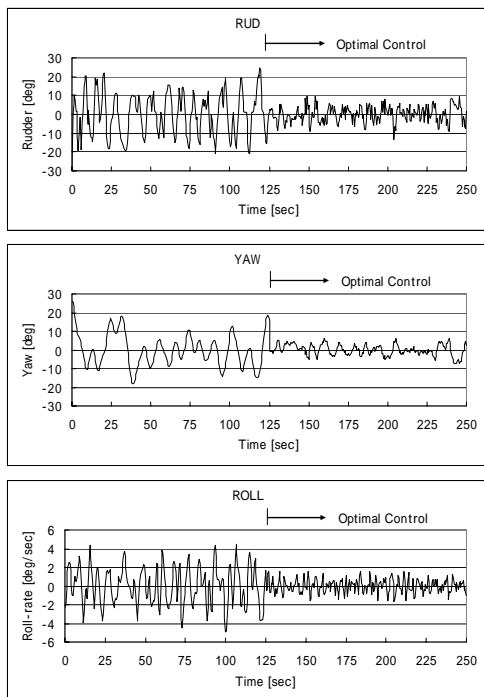 RUD
Optimal Control
Rudder [deg]
30
20
10
0
-10
-20
-30
0 25 50 75 100 125 150 175 200 225 250
Time [sec]
YAW
Optimal Control
Yaw [deg]
30
20
10
0
-10
-20
-30
0 25 50 75 100 125 150 175 200 225 250
Time [sec]
ROLL
Optimal Control
Roll-rate [deg/sec]
6
4
2
0
-2
-4
-6
0 25 50 75 100 125 150 175 200 225 250
Time [sec]